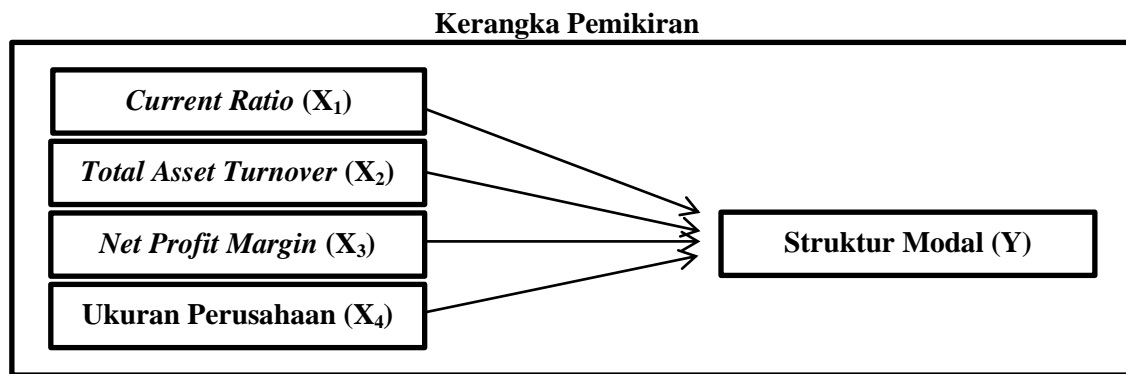 Kerangka Pemikiran
Current Ratio (X₁)
Total Asset Turnover (X₂)
Net Profit Margin (X₃)
Struktur Modal (Y)
Ukuran Perusahaan (X₄)